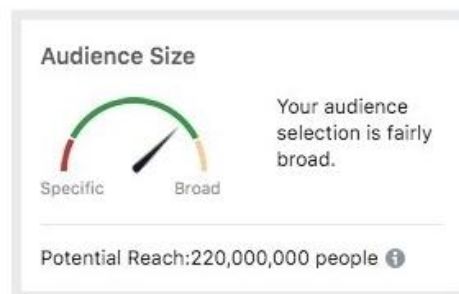 Audience Size
Your audience
selection is fairly
broad.
Specific
Broad
Potential Reach:220,000,000 people